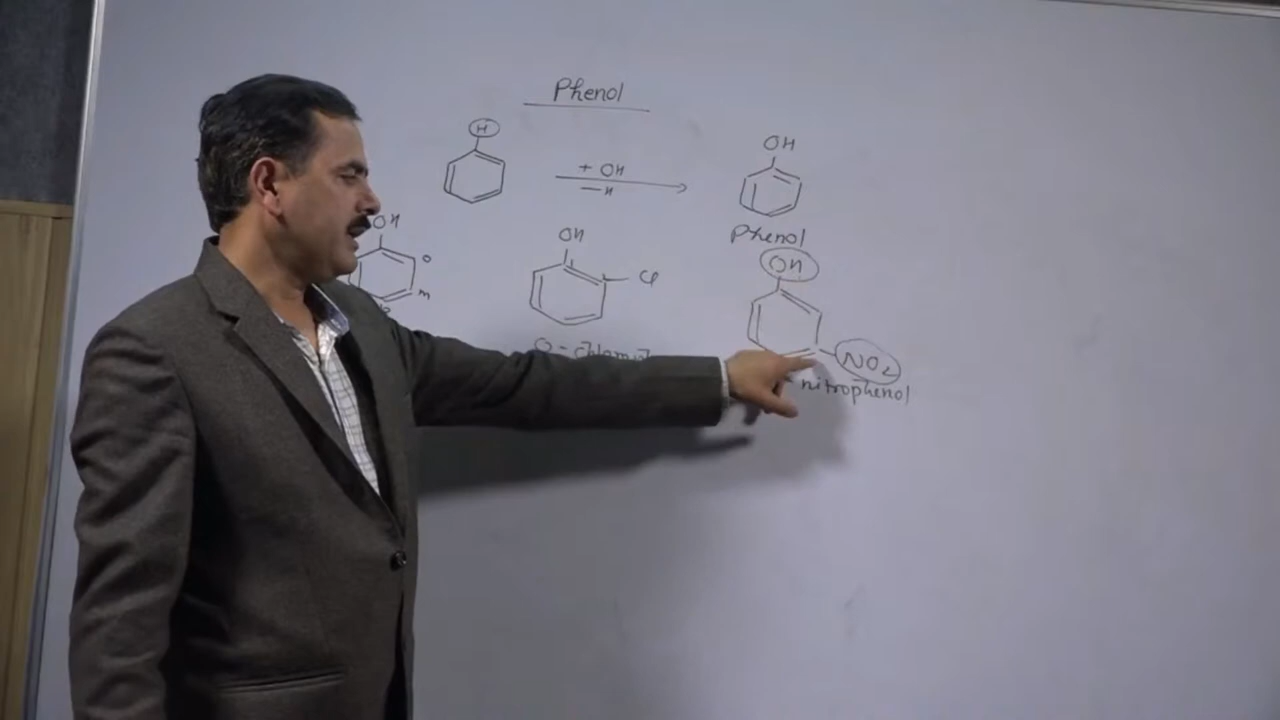 Phenol
H
+ OH
− H
OH
Phenol
OH
o
m
OH
Cl
OH
NO2
nitrophenol